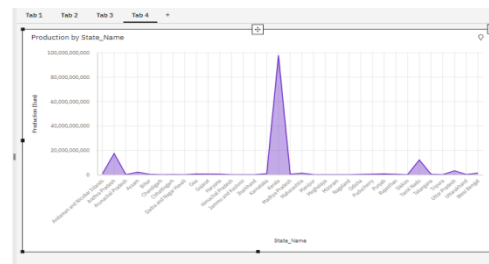 Tab 1 Tab 2 Tab 3 Tab 4 +
Production by State_Name
100,000,000,000
80,000,000,000
60,000,000,000
40,000,000,000
20,000,000,000
0
Production (Sum)
Andaman and Nicobar Islands
Andhra Pradesh
Arunachal Pradesh
Assam
Bihar
Chandigarh
Chhattisgarh
Dadra and Nagar Haveli
Goa
Gujarat
Haryana
Himachal Pradesh
Jammu and Kashmir
Jharkhand
Karnataka
Kerala
Madhya Pradesh
Maharashtra
Manipur
Meghalaya
Mizoram
Nagaland
Odisha
Puducherry
Punjab
Rajasthan
Sikkim
Tamil Nadu
Telangana
Tripura
Uttar Pradesh
Uttarakhand
West Bengal
State_Name